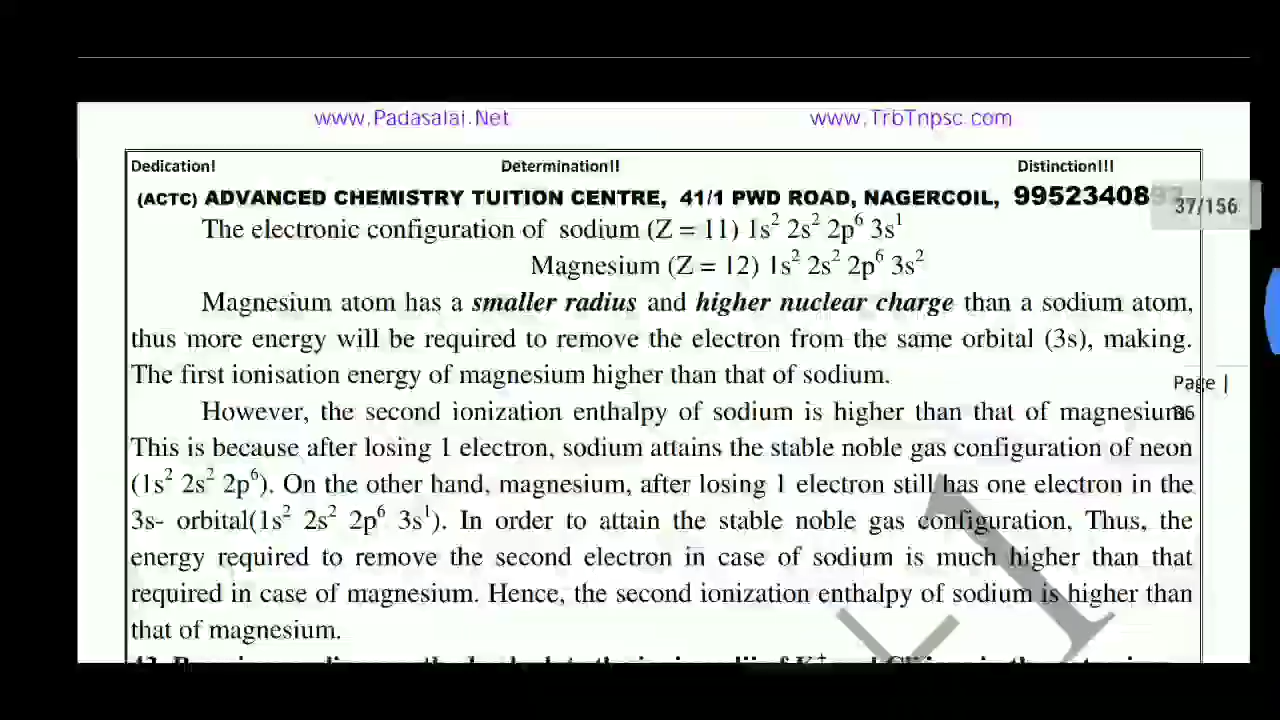 www.Padasalai.Net www.TrbTnpsc.com
Dedication! Determination!! Distinction!!!
(ACTC) ADVANCED CHEMISTRY TUITION CENTRE, 41/1 PWD ROAD, NAGERCOIL,
37/156
The electronic configuration of sodium (Z = 11) 1s² 2s² 2p⁶ 3s¹
Magnesium (Z = 12) 1s² 2s² 2p⁶ 3s²
Magnesium atom has a smaller radius and higher nuclear charge than a sodium atom,
thus more energy will be required to remove the electron from the same orbital (3s), making.
The first ionisation energy of magnesium higher than that of sodium.
Page |
However, the second ionization enthalpy of sodium is higher than that of magnesium.
This is because after losing 1 electron, sodium attains the stable noble gas configuration of neon
(1s² 2s² 2p⁶). On the other hand, magnesium, after losing 1 electron still has one electron in the
3s- orbital(1s² 2s² 2p⁶ 3s¹). In order to attain the stable noble gas configuration, Thus, the
energy required to remove the second electron in case of sodium is much higher than that
required in case of magnesium. Hence, the second ionization enthalpy of sodium is higher than
that of magnesium.